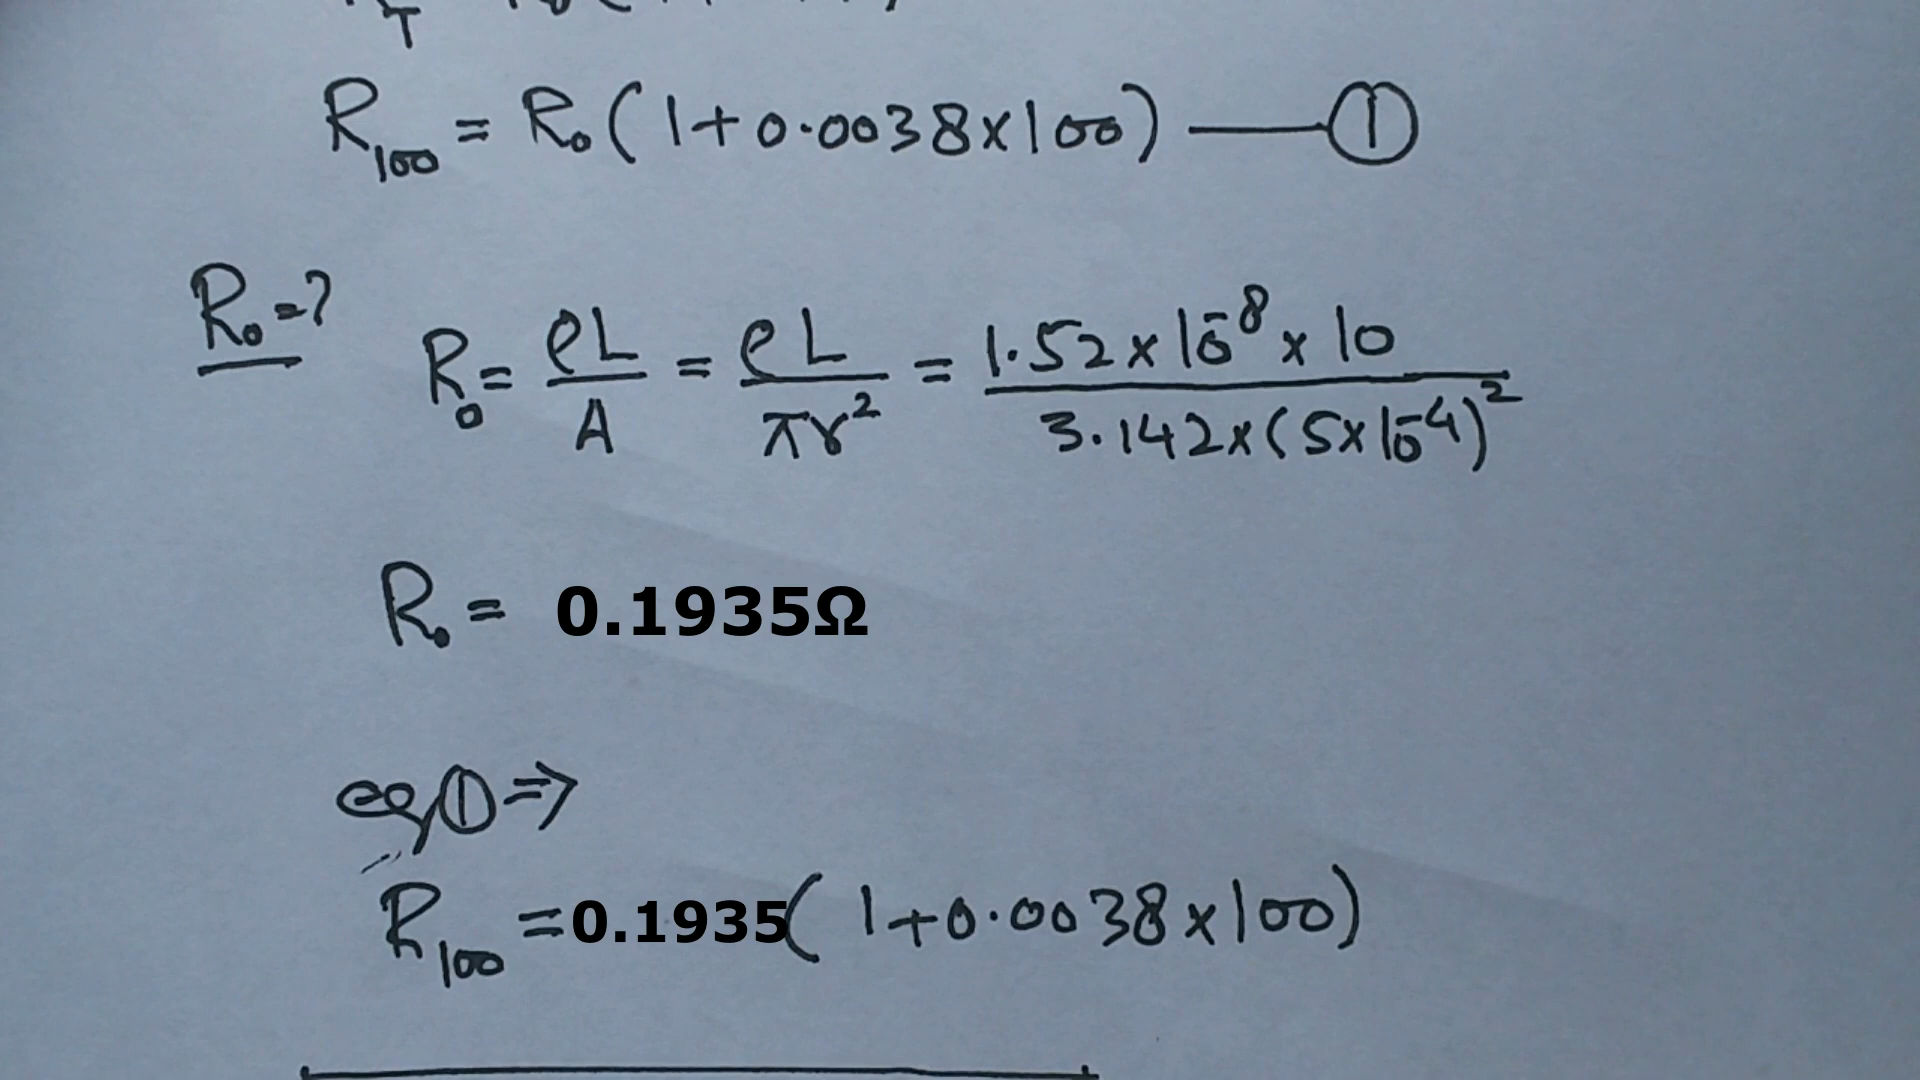 T
R₁₀₀ = R₀(1+0.0038×100) —①
R₀=?
R₀ = ρL/A = ρL/πr² = 1.52×10⁻⁸×10/3.142×(5×10⁻⁴)²
R₀ = 0.1935Ω
eq① ⇒
R₁₀₀ =0.1935(1+0.0038×100)